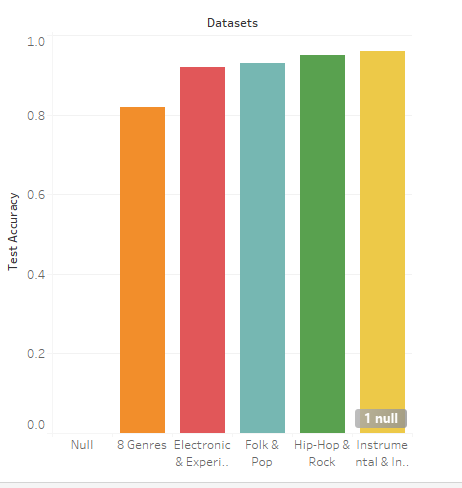 Datasets
1.0
0.8
0.6
0.4
0.2
0.0
Test Accuracy
1 null
Null
8 Genres
Electronic
& Experi..
Folk &
Pop
Hip-Hop &
Rock
Instrume
ntal & In..